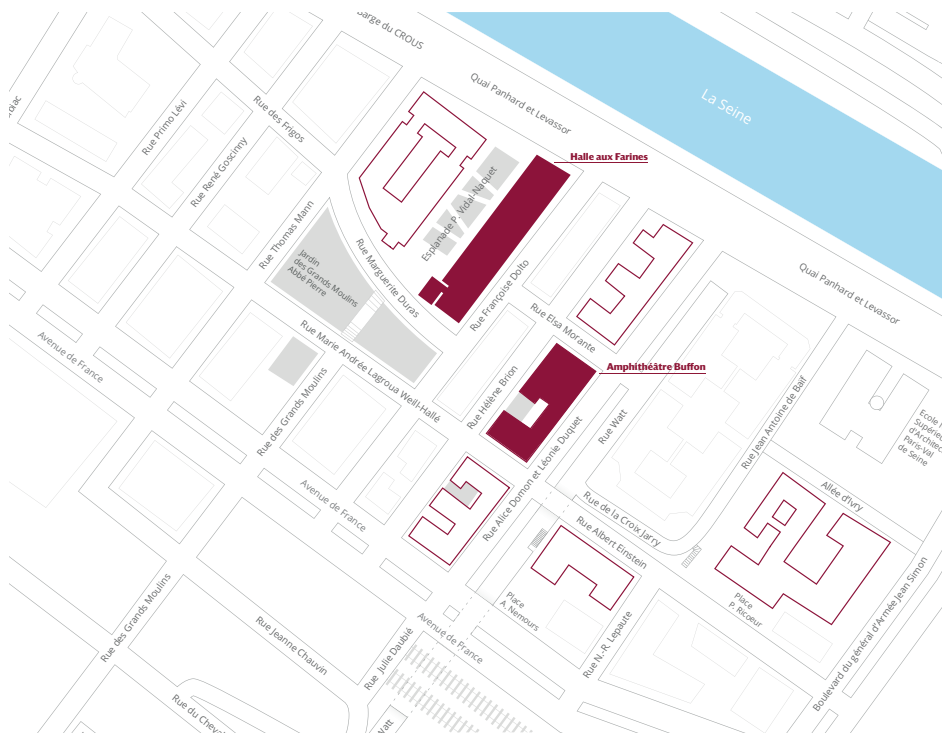 Barge du CROUS
Quai Panhard et Levassor
La Seine
Rue Primo Lévi
Rue des Frigos
Rue René Goscinny
Halle aux Farines
Esplanade P. Vidal-Naquet
Rue Thomas Mann
Jardin
des Grands Moulins
Abbé Pierre
Rue Marguerite Duras
Rue Françoise Dolto
Quai Panhard et Levassor
Rue Elsa Morante
Avenue de France
Rue Marie Andrée Lagroua Weill-Hallé
Amphithéâtre Buffon
Rue Hélène Brion
Rue des Grands Moulins
Rue Watt
Rue Jean Antoine de Baïf
Ecole
Supérieure
d'Architec
Paris-Val
de Seine
Rue Alice Domon et Léonie Duquet
Avenue de France
Rue de la Croix Jarry
Allée d'Ivry
Rue Albert Einstein
Place
A. Nemours
Place
P. Ricoeur
Rue des Grands Moulins
Rue Jeanne Chauvin
Rue Julie Daubié
Avenue de France
Rue N.-R. Lepaute
Boulevard du général d'Armée Jean Simon
Rue du Cheva
Watt